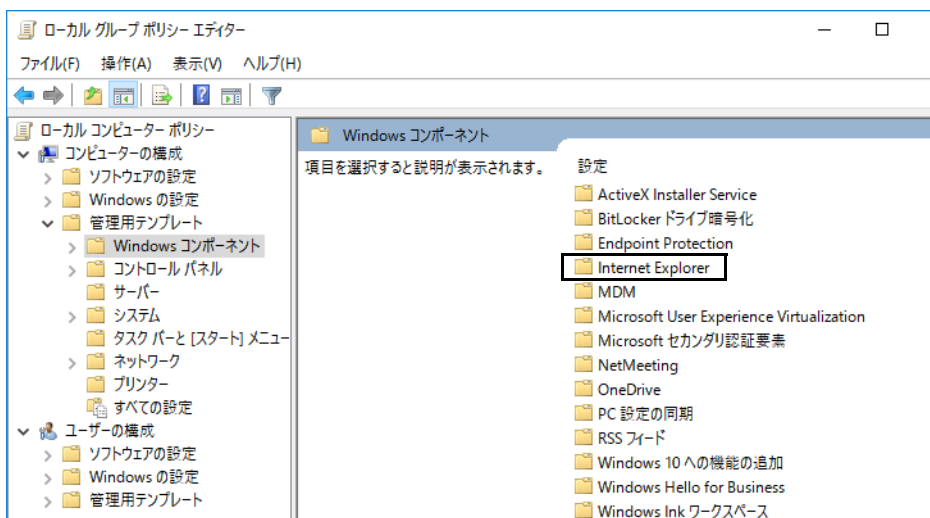 ローカル グループ ポリシー エディター
ファイル(F) 操作(A) 表示(V) ヘルプ(H)
ローカル コンピューター ポリシー
コンピューターの構成
ソフトウェアの設定
Windows の設定
管理用テンプレート
Windows コンポーネント
コントロール パネル
サーバー
システム
タスク バーと [スタート] メニュー
ネットワーク
プリンター
すべての設定
ユーザーの構成
ソフトウェアの設定
Windows の設定
管理用テンプレート
Windows コンポーネント
項目を選択すると説明が表示されます。
設定
ActiveX Installer Service
BitLocker ドライブ暗号化
Endpoint Protection
Internet Explorer
MDM
Microsoft User Experience Virtualization
Microsoft セカンダリ認証要素
NetMeeting
OneDrive
PC 設定の同期
RSS フィード
Windows 10 への機能の追加
Windows Hello for Business
Windows Ink ワークスペース